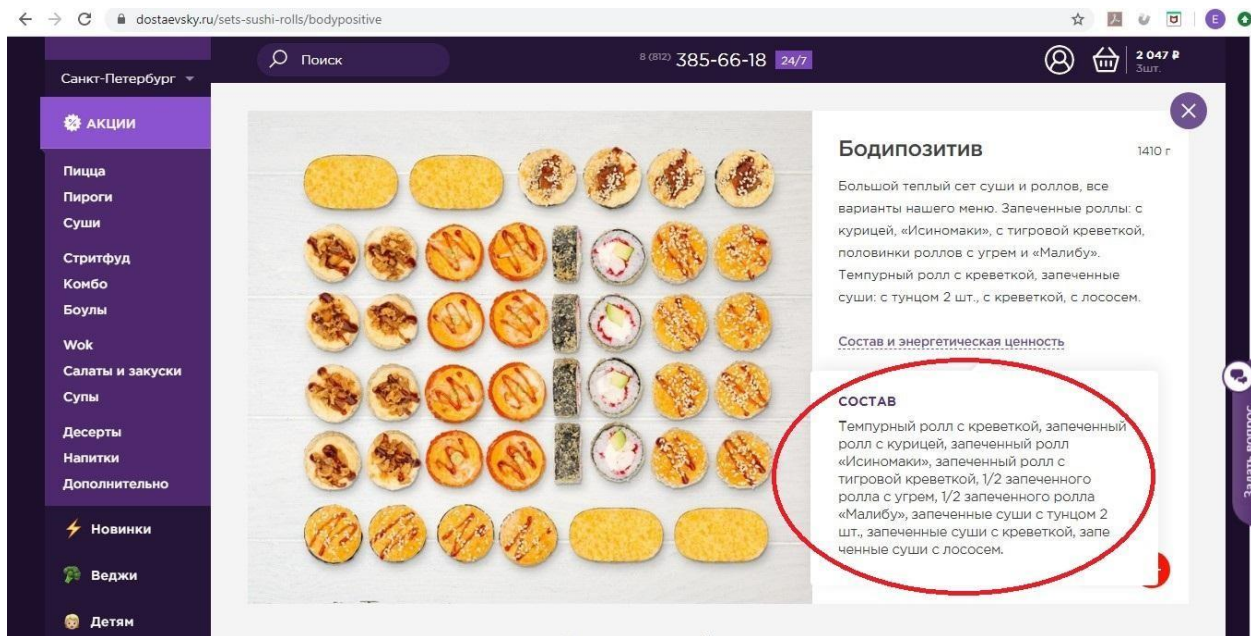 dostaevsky.ru/sets-sushi-rolls/bodypositive
E
Санкт-Петербург
Поиск
8 (812) 385-66-18 24/7
2 047 ₽
3шт.
АКЦИИ
Пицца
Пироги
Суши
Стритфуд
Комбо
Боулы
Wok
Салаты и закуски
Супы
Десерты
Напитки
Дополнительно
Новинки
Веджи
Детям
Бодипозитив
1410 г
Большой теплый сет суши и роллов, все
варианты нашего меню. Запеченные роллы: с
курицей, «Исиномаки», с тигровой креветкой,
половинки роллов с угрем и «Малибу».
Темпурный ролл с креветкой, запеченные
суши: с тунцом 2 шт., с креветкой, с лососем.
Состав и энергетическая ценность
СОСТАВ
Темпурный ролл с креветкой, запеченный
ролл с курицей, запеченный ролл
«Исиномаки», запеченный ролл с
тигровой креветкой, 1/2 запеченного
ролла с угрем, 1/2 запеченного ролла
«Малибу», запеченные суши с тунцом 2
шт., запеченные суши с креветкой, запе
ченные суши с лососем.
Задать вопрос